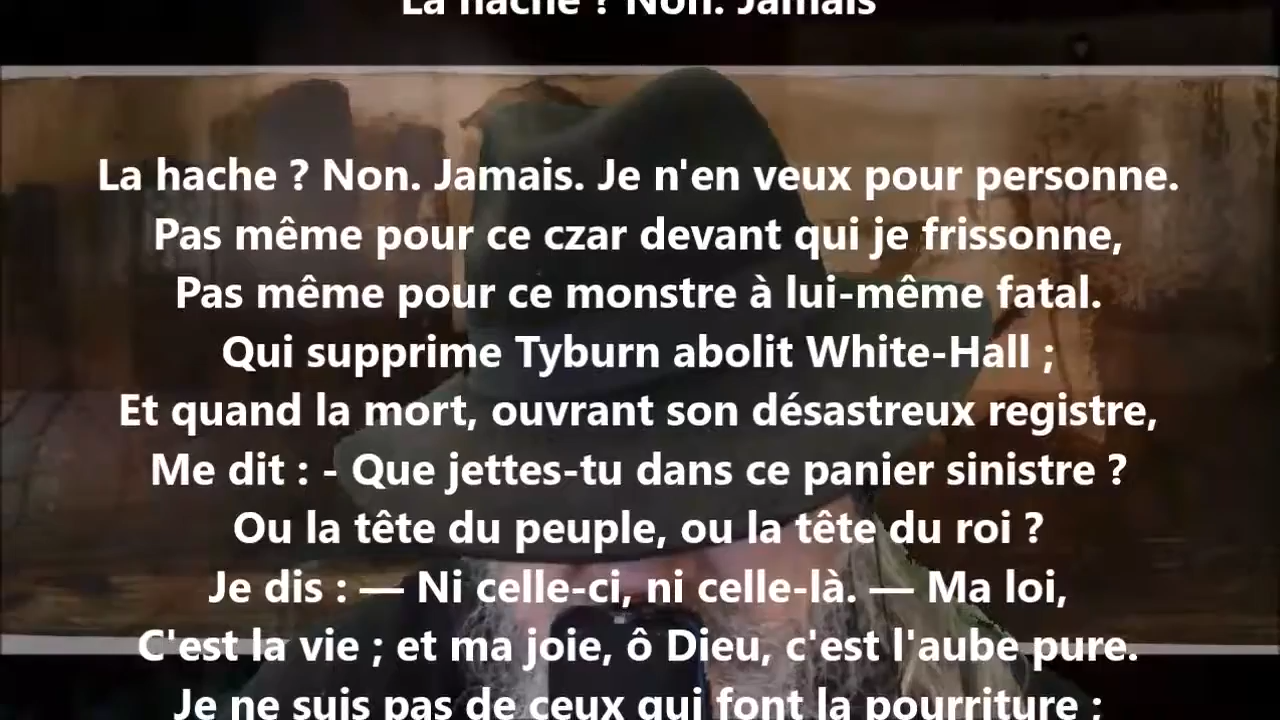 La hache ? Non. Jamais
La hache ? Non. Jamais. Je n'en veux pour personne.
Pas même pour ce czar devant qui je frissonne,
Pas même pour ce monstre à lui-même fatal.
Qui supprime Tyburn abolit White-Hall ;
Et quand la mort, ouvrant son désastreux registre,
Me dit : - Que jettes-tu dans ce panier sinistre ?
Ou la tête du peuple, ou la tête du roi ?
Je dis : — Ni celle-ci, ni celle-là. — Ma loi,
C'est la vie ; et ma joie, ô Dieu, c'est l'aube pure.
Je ne suis pas de ceux qui font la pourriture ;